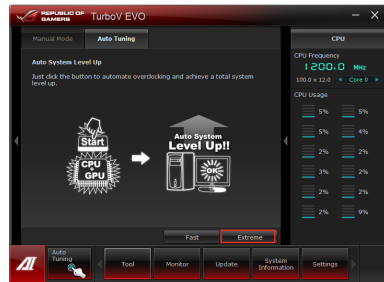 REPUBLIC OF
GAMERS
TurboV EVO
Manual Mode
Auto Tuning
Auto System Level Up
Just click the button to automate overclocking and achieve a total system
level up.
Start
CPU
GPU
Auto System
Level Up!!
OK
Fast
Extreme
CPU
CPU Frequency
1200.0 MHz
100.0 x 12.0
Core 0
CPU Usage
5% 5%
5% 4%
2% 2%
3% 2%
2% 2%
2% 9%
Auto
Tuning
Tool
Monitor
Update
System
Information
Settings